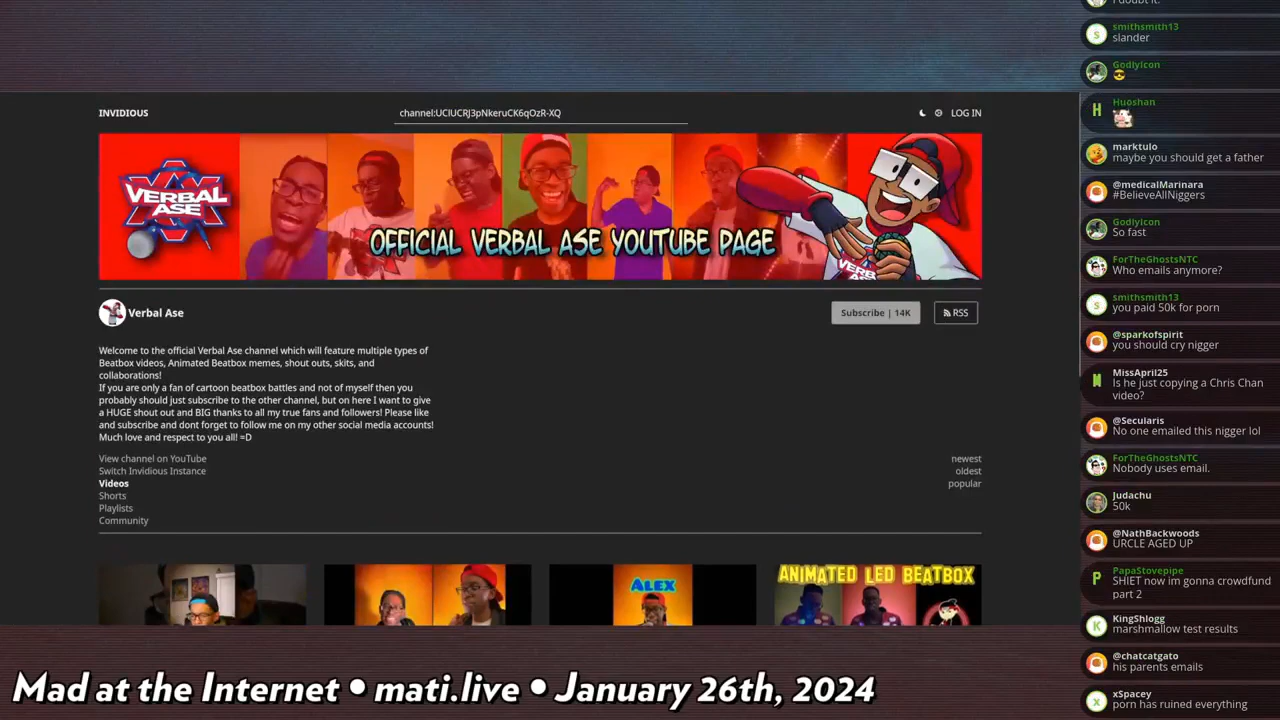 I doubt it.
smithsmith13
slander
GodlyIcon
Huoshan
marktulo
maybe you should get a father
@medicalMarinara
#BelieveAllNiggers
GodlyIcon
So fast
ForTheGhostsNTC
Who emails anymore?
smithsmith13
you paid 50k for porn
@sparkofspirit
you should cry nigger
MissApril25
Is he just copying a Chris Chan
video?
@Secularis
No one emailed this nigger lol
ForTheGhostsNTC
Nobody uses email.
Judachu
50k
@NathBackwoods
URCLE AGED UP
PapaStovepipe
SHIET now im gonna crowdfund
part 2
KingShlogg
marshmallow test results
@chatcatgato
his parents emails
xSpacey
porn has ruined everything
INVIDIOUS
channel:UCIUCRJ3pNkeruCK6qOzR-XQ
LOG IN
VERBAL
ASE
OFFICIAL VERBAL ASE YOUTUBE PAGE
VERBAL
ASE
Verbal Ase
Subscribe | 14K
RSS
Welcome to the official Verbal Ase channel which will feature multiple types of
Beatbox videos, Animated Beatbox memes, shout outs, skits, and
collaborations!
If you are only a fan of cartoon beatbox battles and not of myself then you
probably should just subscribe to the other channel, but on here I want to give
a HUGE shout out and BIG thanks to all my true fans and followers! Please like
and subscribe and dont forget to follow me on my other social media accounts!
Much love and respect to you all! =D
View channel on YouTube
Switch Invidious Instance
Videos
Shorts
Playlists
Community
newest
oldest
popular
ALEX
ANIMATED LED BEATBOX
Mad at the Internet • mati.live • January 26th, 2024